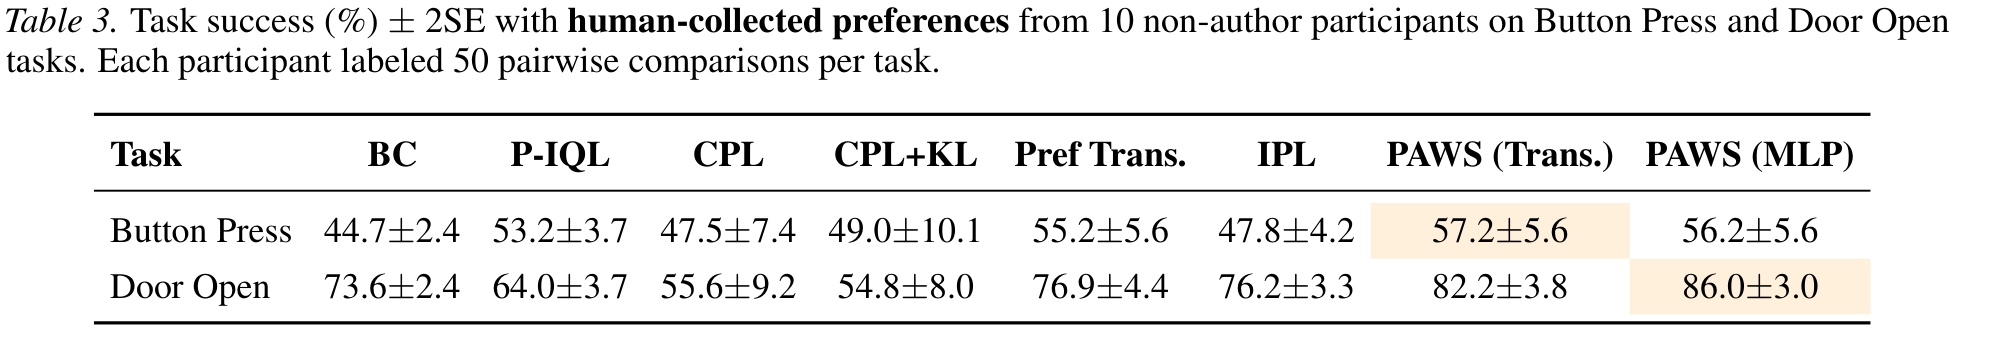 Table 3. Task success (%) ± 2SE with human-collected preferences from 10 non-author participants on Button Press and Door Open
tasks. Each participant labeled 50 pairwise comparisons per task.
Task BC P-IQL CPL CPL+KL Pref Trans. IPL PAWS (Trans.) PAWS (MLP)
Button Press 44.7±2.4 53.2±3.7 47.5±7.4 49.0±10.1 55.2±5.6 47.8±4.2 57.2±5.6 56.2±5.6
Door Open 73.6±2.4 64.0±3.7 55.6±9.2 54.8±8.0 76.9±4.4 76.2±3.3 82.2±3.8 86.0±3.0